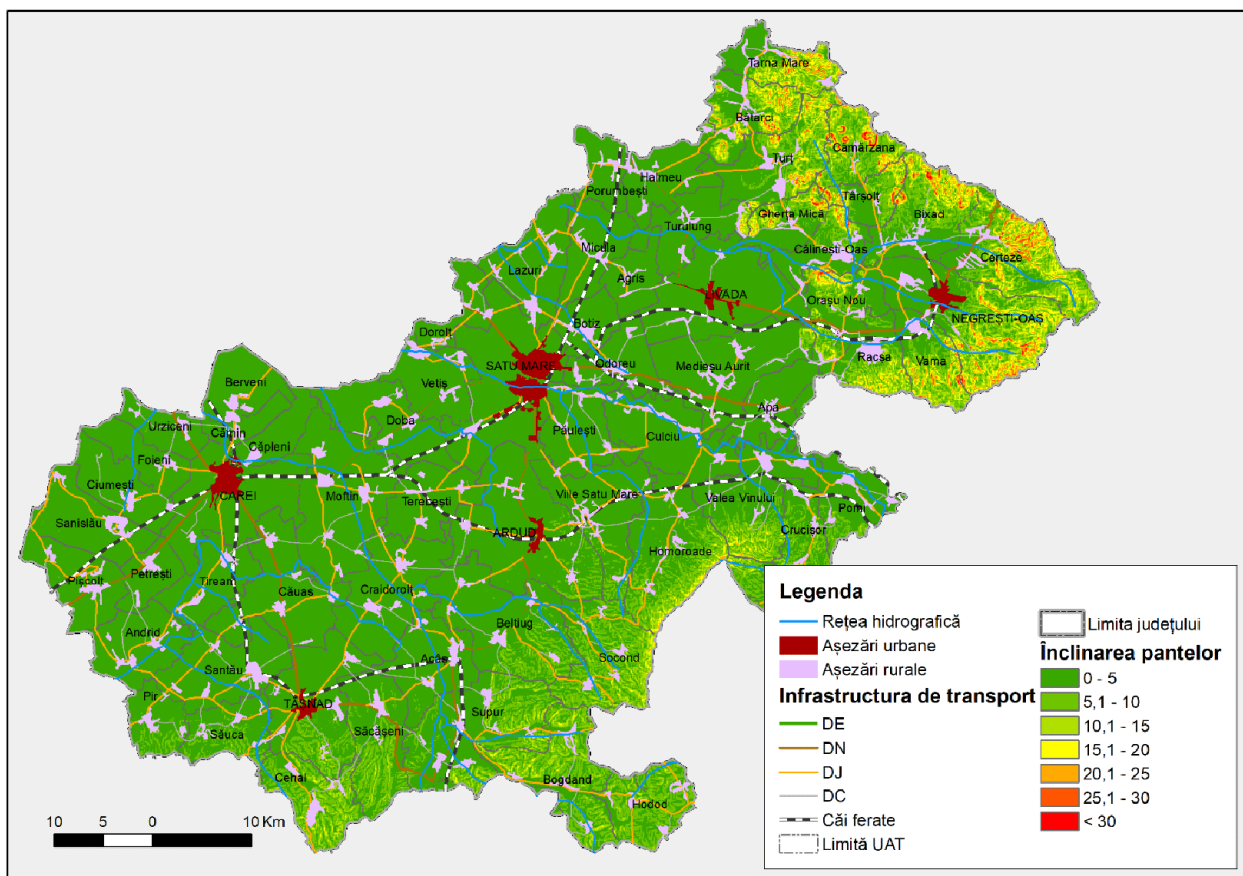 Tarna Mare
Batarci
Cămărzana
Turț
Halmeu
Porumbești
Târșolț
Bixad
Gherța Mică
Turulung
Micula
Călinești-Oaș
Certeze
Lazuri
Agriș
LIVADA
Orașu Nou
NEGREȘTI-OAȘ
Botiz
Dorolț
Racșa
Vama
SATU MARE
Odoreu
Mediеșu Aurit
Berveni
Vetiș
Apa
Urziceni
Cămin
Doba
Păulești
Culciu
Căpleni
Foieni
Ciumești
CAREI
Moftin
Terebești
Viile Satu Mare
Valea Vinului
Pomi
Sanislău
ARDUD
Crucișor
Homoroade
Pișcolt
Petrești
Tiream
Căuaș
Craidorolț
Andrid
Beltiug
Santău
Acâș
Socond
Pir
TĂȘNAD
Supur
Săuca
Săcășeni
Cehal
Bogdand
Hodod
10 5 0 10 Km
Legenda
Rețea hidrografică
Așezări urbane
Așezări rurale
Infrastructura de transport
DE
DN
DJ
DC
Căi ferate
Limită UAT
Limita județului
Înclinarea pantelor
0 - 5
5,1 - 10
10,1 - 15
15,1 - 20
20,1 - 25
25,1 - 30
< 30